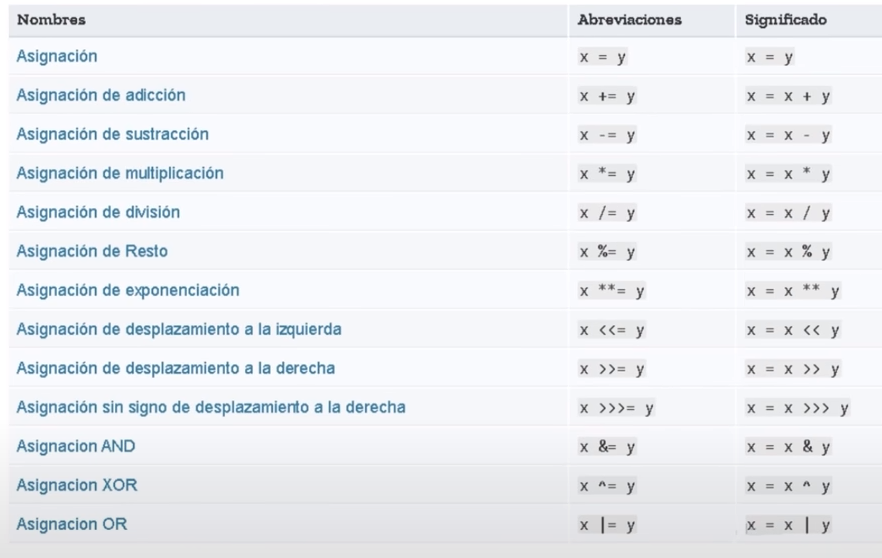 Nombres Abreviaciones Significado
Asignación x = y x = y
Asignación de adicción x += y x = x + y
Asignación de sustracción x -= y x = x - y
Asignación de multiplicación x *= y x = x * y
Asignación de división x /= y x = x / y
Asignación de Resto x %= y x = x % y
Asignación de exponenciación x **= y x = x ** y
Asignación de desplazamiento a la izquierda x <<= y x = x << y
Asignación de desplazamiento a la derecha x >>= y x = x >> y
Asignación sin signo de desplazamiento a la derecha x >>>= y x = x >>> y
Asignacion AND x &= y x = x & y
Asignacion XOR x ^= y x = x ^ y
Asignacion OR x |= y x = x | y